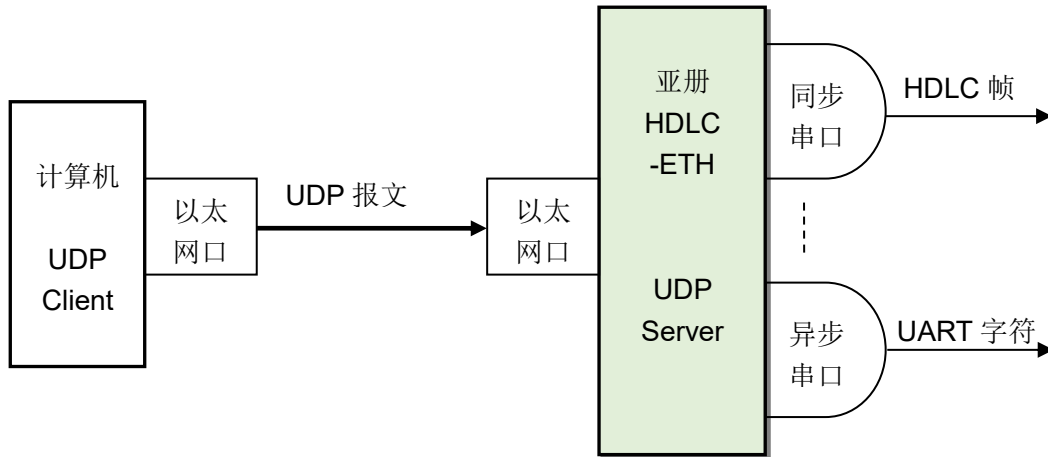 计算机
UDP
Client
以太
网口
UDP 报文
以太
网口
亚册
HDLC
-ETH
UDP
Server
同步
串口
HDLC 帧
异步
串口
UART 字符